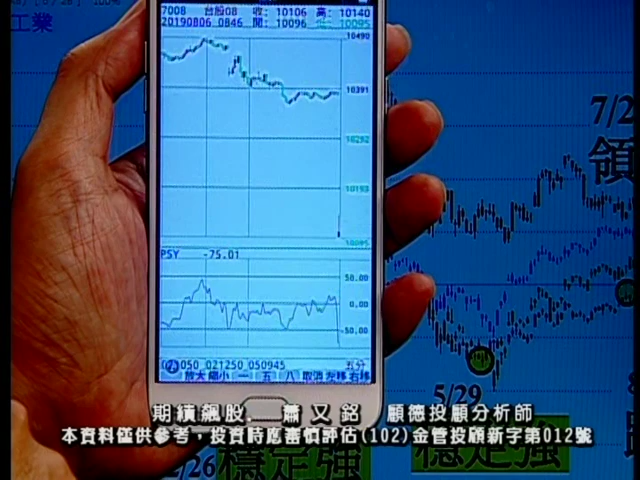 工業
7008 台股08 收: 10106 高: 10140
20190806 0846 開: 10096 低: 10095
10490
10391
10292
10193
10095
PSY -75.01
50.00
0.00
-50.00
050 021250 050945 五分
放大 縮小 一 五 八 取消 左移 右移
7/2
領
5/29
/26
穩定強
穩定強
期績飆股. 蕭又銘 顧德投顧分析師
本資料僅供參考，投資時應審慎評估(102)金管投顧新字第012號